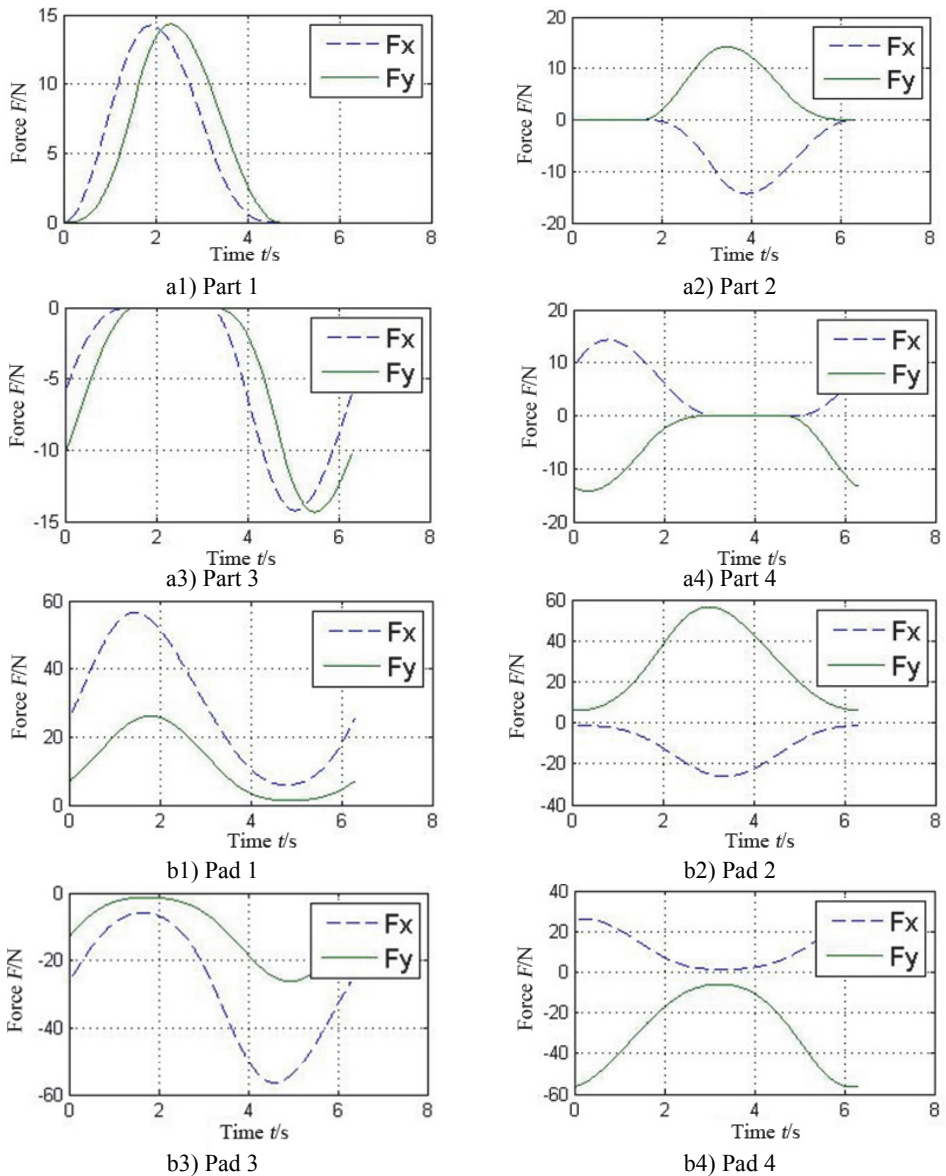 15
10
5
0
0 2 4 6 8
Force F/N
Fx
Fy
Time t/s
a1) Part 1
20
10
0
-10
-20
0 2 4 6 8
Force F/N
Fx
Fy
Time t/s
a2) Part 2
0
-5
-10
-15
0 2 4 6 8
Force F/N
Fx
Fy
Time t/s
a3) Part 3
20
10
0
-10
-20
0 2 4 6 8
Force F/N
Fx
Fy
Time t/s
a4) Part 4
60
40
20
0
0 2 4 6 8
Force F/N
Fx
Fy
Time t/s
b1) Pad 1
60
40
20
0
-20
-40
0 2 4 6 8
Force F/N
Fx
Fy
Time t/s
b2) Pad 2
0
-20
-40
-60
0 2 4 6 8
Force F/N
Fx
Fy
Time t/s
b3) Pad 3
40
20
0
-20
-40
-60
0 2 4 6 8
Force F/N
Fx
Fy
Time t/s
b4) Pad 4